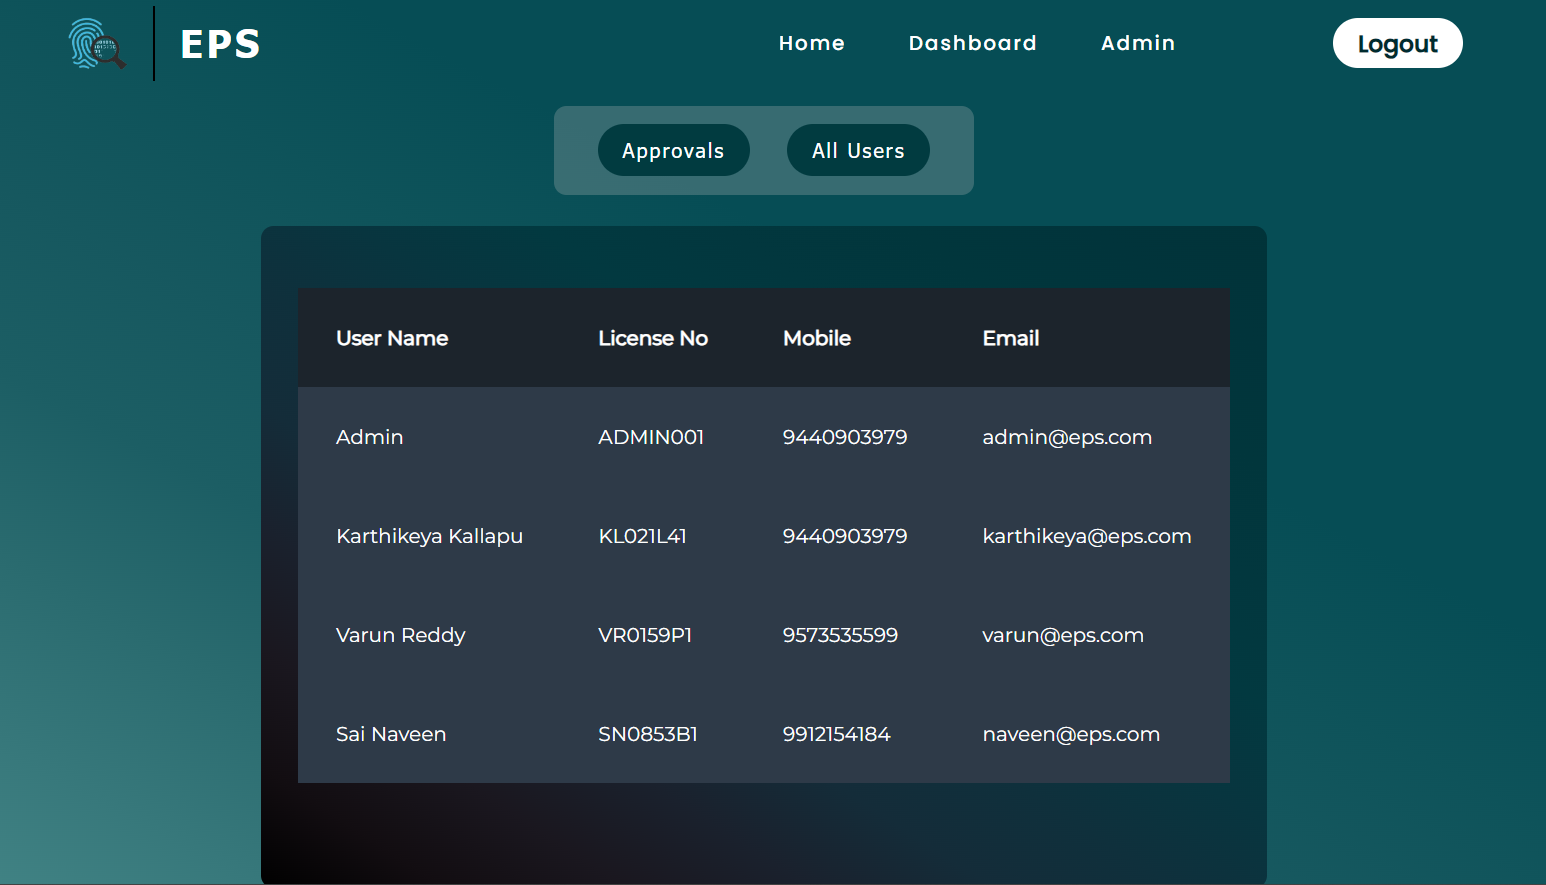 EPS Home Dashboard Admin Logout
Approvals All Users
User Name License No Mobile Email
Admin ADMIN001 9440903979 admin@eps.com
Karthikeya Kallapu KL021L41 9440903979 karthikeya@eps.com
Varun Reddy VR0159P1 9573535599 varun@eps.com
Sai Naveen SN0853B1 9912154184 naveen@eps.com